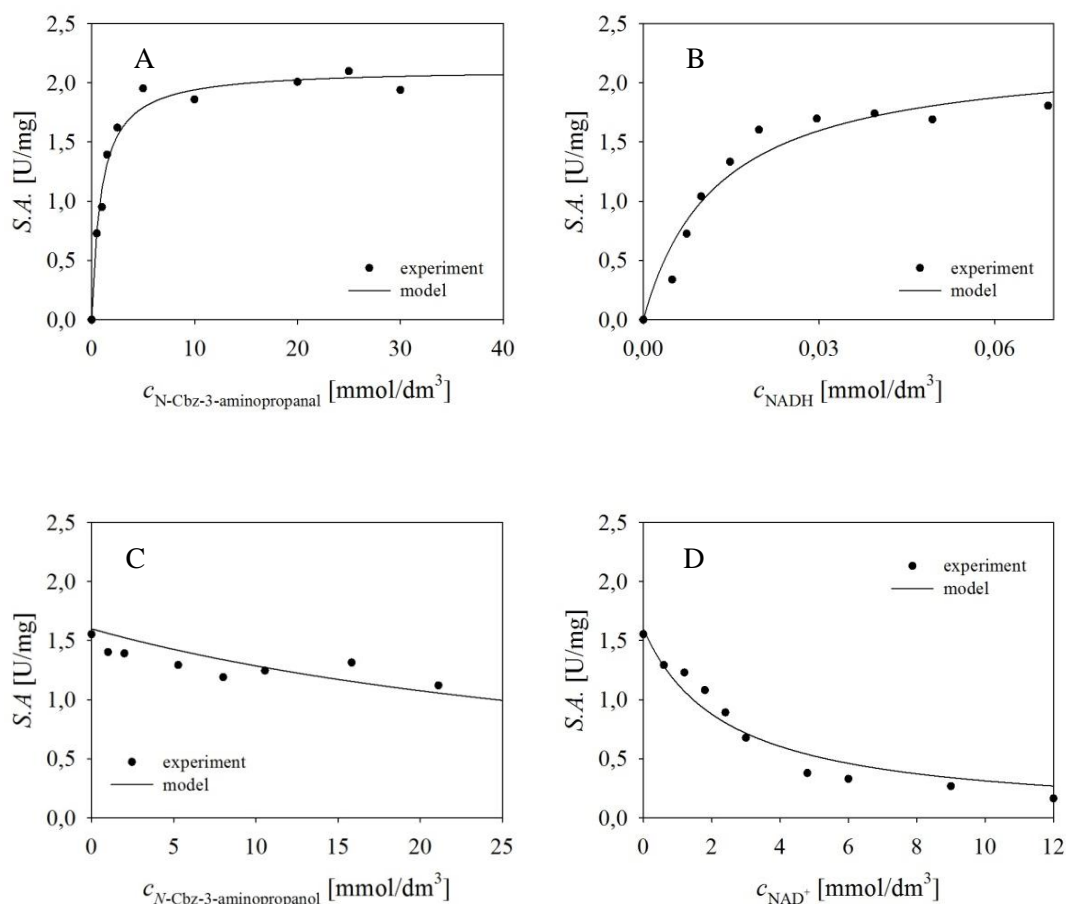 A
2,5
2,0
1,5
1,0
0,5
0,0
S.A. [U/mg]
experiment
model
0 10 20 30 40
c N-Cbz-3-aminopropanal [mmol/dm³]
B
2,5
2,0
1,5
1,0
0,5
0,0
S.A. [U/mg]
experiment
model
0,00 0,03 0,06
c NADH [mmol/dm³]
C
2,5
2,0
1,5
1,0
0,5
0,0
S.A [U/mg]
experiment
model
0 5 10 15 20 25
c N-Cbz-3-aminopropanol [mmol/dm³]
D
2,5
2,0
1,5
1,0
0,5
0,0
S.A. [U/mg]
experiment
model
0 2 4 6 8 10 12
c NAD⁺ [mmol/dm³]